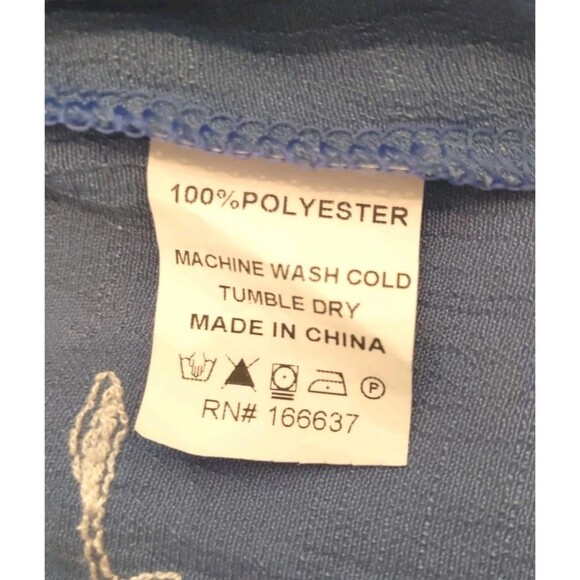 100%POLYESTER
MACHINE WASH COLD
TUMBLE DRY
MADE IN CHINA
P
RN# 166637